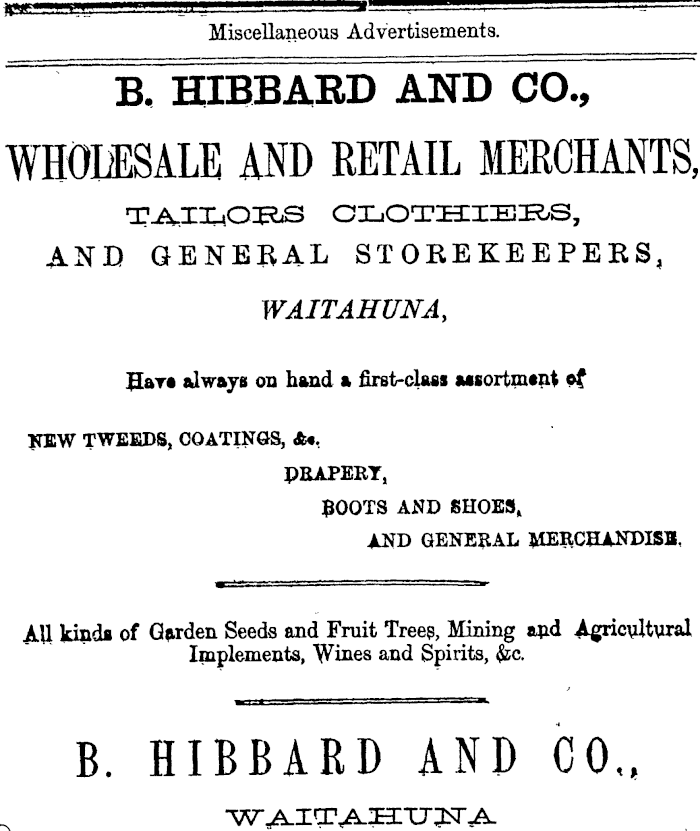 Miscellaneous Advertisements.
B. HIBBARD AND CO.,
WHOLESALE AND RETAIL MERCHANTS,
TAILORS CLOTHIERS,
AND GENERAL STOREKEEPERS,
WAITAHUNA,
Have always on hand a first-class assortment of
NEW TWEEDS, COATINGS, &c.
DRAPERY,
BOOTS AND SHOES,
AND GENERAL MERCHANDISE.
All kinds of Garden Seeds and Fruit Trees, Mining and Agricultural
Implements, Wines and Spirits, &c.
B. HIBBARD AND CO.,
WAITAHUNA